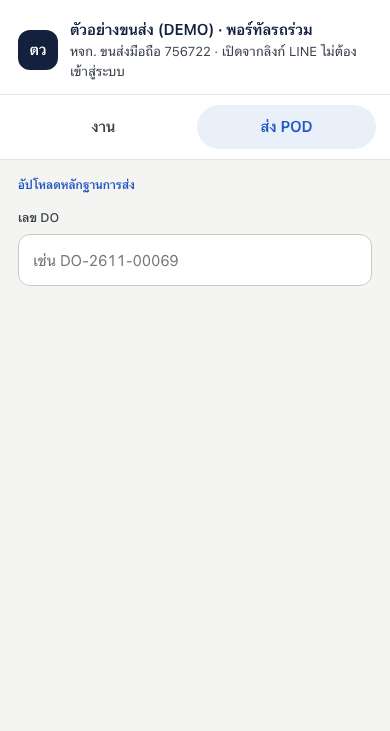 ตว
ตัวอย่างขนส่ง (DEMO) · พอร์ทัลรถร่วม
หจก. ขนส่งมือถือ 756722 · เปิดจากลิงก์ LINE ไม่ต้อง
เข้าสู่ระบบ
งาน
ส่ง POD
อัปโหลดหลักฐานการส่ง
เลข DO
เช่น DO-2611-00069